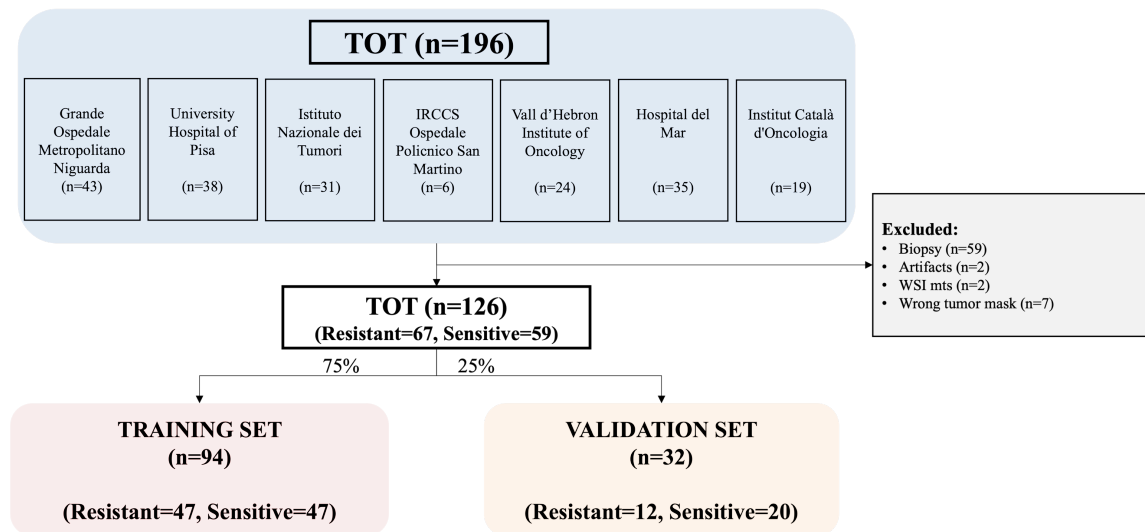 TOT (n=196)
Grande
Ospedale
Metropolitano
Niguarda
(n=43)
University
Hospital of
Pisa
(n=38)
Istituto
Nazionale dei
Tumori
(n=31)
IRCCS
Ospedale
Policnico San
Martino
(n=6)
Vall d’Hebron
Institute of
Oncology
(n=24)
Hospital del
Mar
(n=35)
Institut Català
d'Oncologia
(n=19)
Excluded:
• Biopsy (n=59)
• Artifacts (n=2)
• WSI mts (n=2)
• Wrong tumor mask (n=7)
TOT (n=126)
(Resistant=67, Sensitive=59)
75%
25%
TRAINING SET
(n=94)
(Resistant=47, Sensitive=47)
VALIDATION SET
(n=32)
(Resistant=12, Sensitive=20)